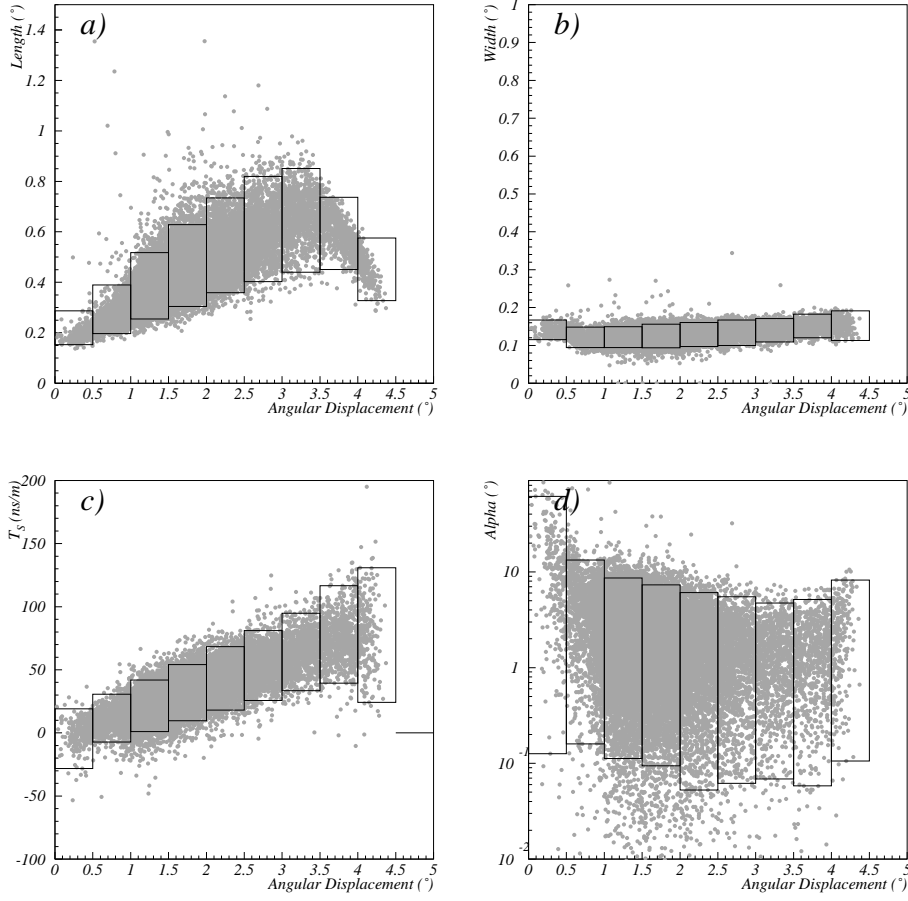 a)
Length (˚)
1.4
1.2
1
0.8
0.6
0.4
0.2
0
0 0.5 1 1.5 2 2.5 3 3.5 4 4.5 5
Angular Displacement (˚)
b)
Width (˚)
1
0.9
0.8
0.7
0.6
0.5
0.4
0.3
0.2
0.1
0
0 0.5 1 1.5 2 2.5 3 3.5 4 4.5 5
Angular Displacement (˚)
c)
T_S (ns/m)
200
150
100
50
0
-50
-100
0 0.5 1 1.5 2 2.5 3 3.5 4 4.5 5
Angular Displacement (˚)
d)
Alpha (˚)
10
1
10 -1
10 -2
0 0.5 1 1.5 2 2.5 3 3.5 4 4.5 5
Angular Displacement (˚)